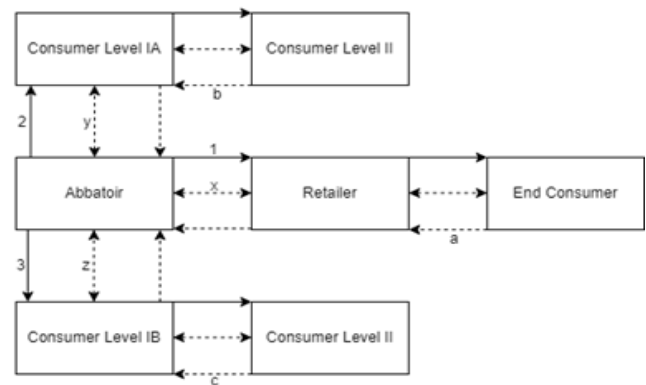 Consumer Level IA
Consumer Level II
b
2
y
1
Abbatoir
x
Retailer
End Consumer
a
3
z
Consumer Level IB
Consumer Level II
c